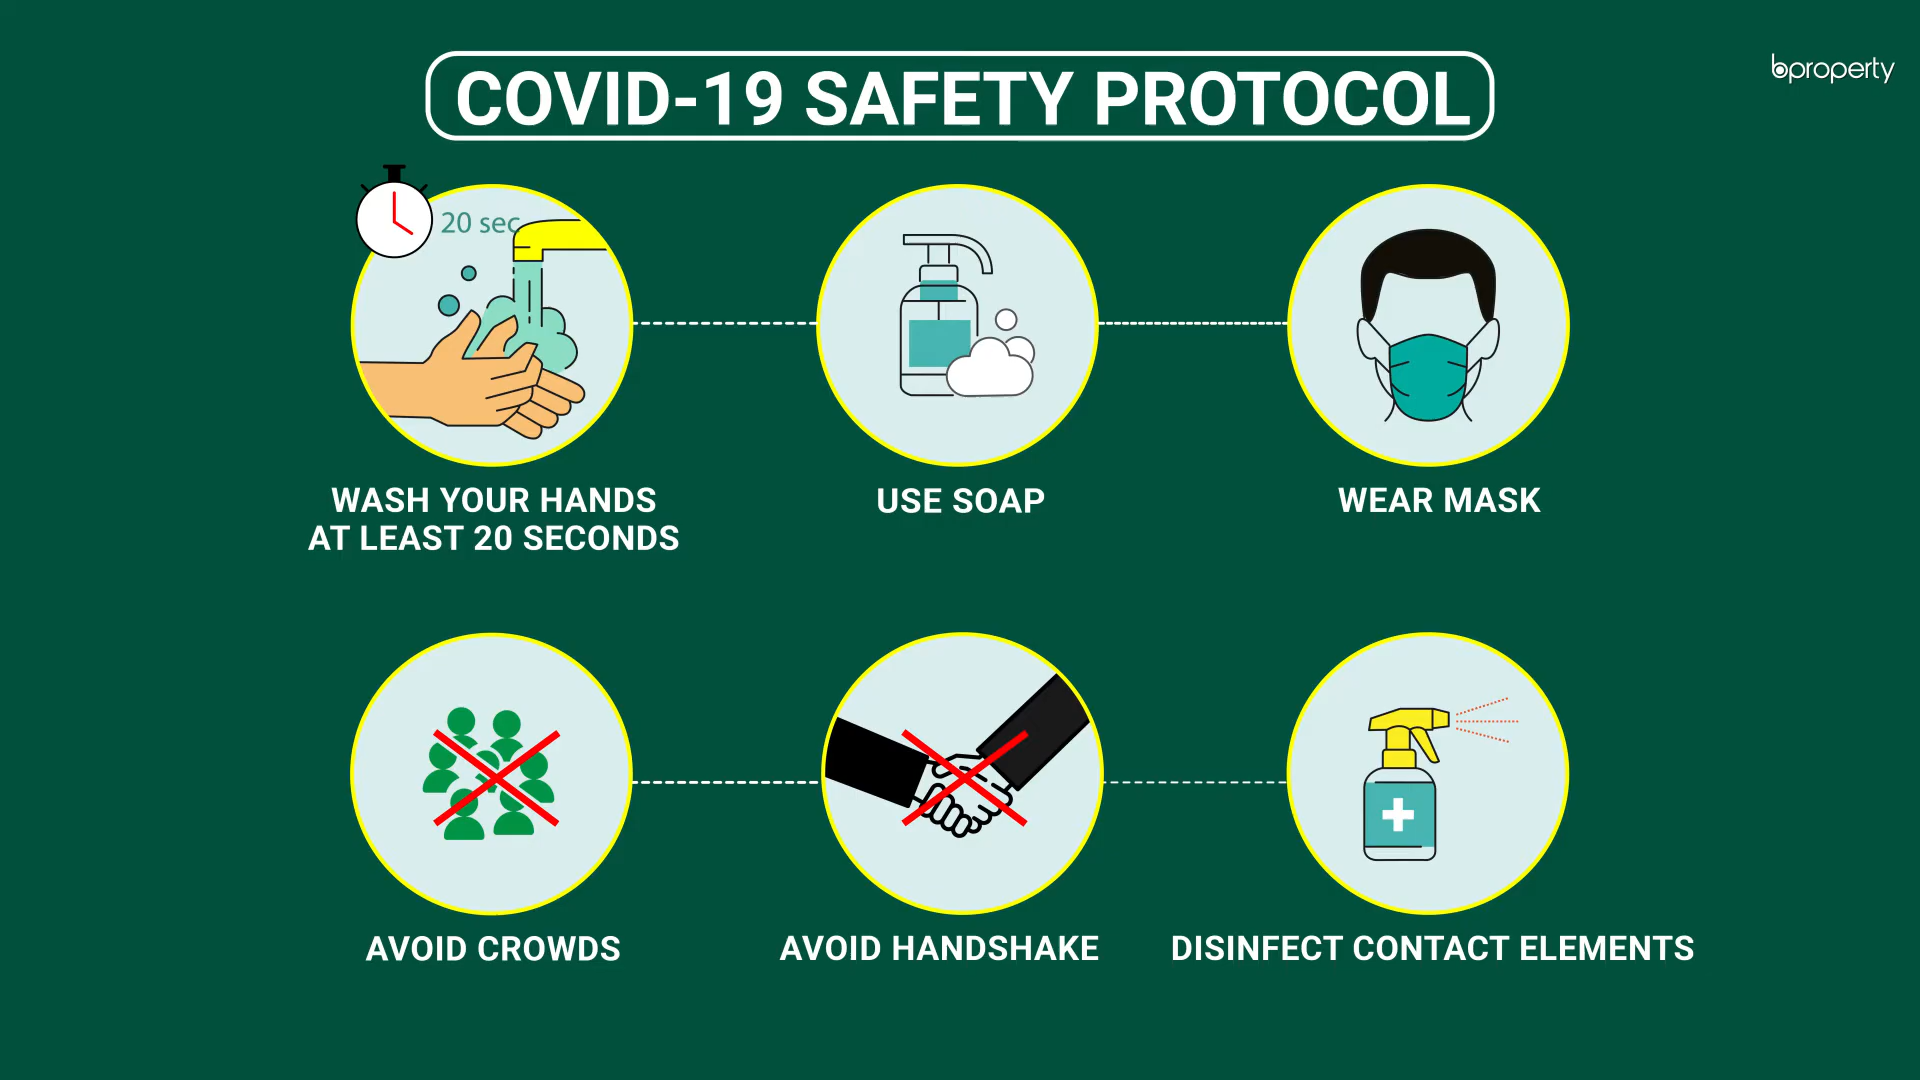 COVID-19 SAFETY PROTOCOL
bproperty
20 sec
WASH YOUR HANDS
AT LEAST 20 SECONDS
USE SOAP
WEAR MASK
AVOID CROWDS
AVOID HANDSHAKE
DISINFECT CONTACT ELEMENTS